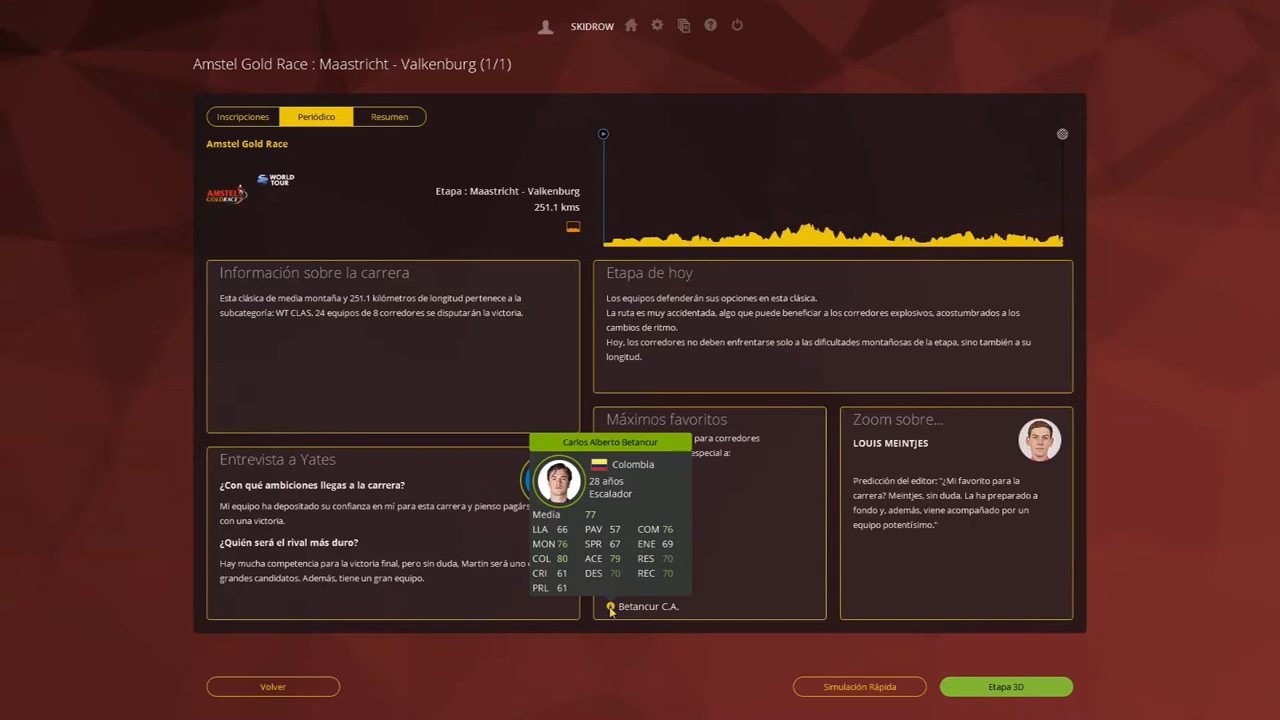 SKIDROW
Amstel Gold Race : Maastricht - Valkenburg (1/1)
Inscripciones
Periódico
Resumen
Amstel Gold Race
WORLD
TOUR
AMSTEL
GOLDRACE
Etapa : Maastricht - Valkenburg
251.1 kms
Información sobre la carrera
Esta clásica de media montaña y 251.1 kilómetros de longitud pertenece a la
subcategoría: WT CLAS. 24 equipos de 8 corredores se disputarán la victoria.
Etapa de hoy
Los equipos defenderán sus opciones en esta clásica.
La ruta es muy accidentada, algo que puede beneficiar a los corredores explosivos, acostumbrados a los
cambios de ritmo.
Hoy, los corredores no deben enfrentarse solo a las dificultades montañosas de la etapa, sino también a su
longitud.
Entrevista a Yates
¿Con qué ambiciones llegas a la carrera?
Mi equipo ha depositado su confianza en mí para esta carrera y pienso
con una victoria.
¿Quién será el rival más duro?
Hay mucha competencia para la victoria final, pero sin duda, Martin será uno
grandes candidatos. Además, tiene un gran equipo.
Máximos favoritos
para corredores
especial a:
Carlos Alberto Betancur
Colombia
28 años
Escalador
Media 77
LLA 66 PAV 57 COM 76
MON 76 SPR 67 ENE 69
COL 80 ACE 79 RES 70
CRI 61 DES 70 REC 70
PRL 61
Betancur C.A.
Zoom sobre...
LOUIS MEINTJES
Predicción del editor: "¿Mi favorito para la
carrera? Meintjes, sin duda. La ha preparado a
fondo y, además, viene acompañado por un
equipo potentísimo."
Volver
Simulación Rápida
Etapa 3D